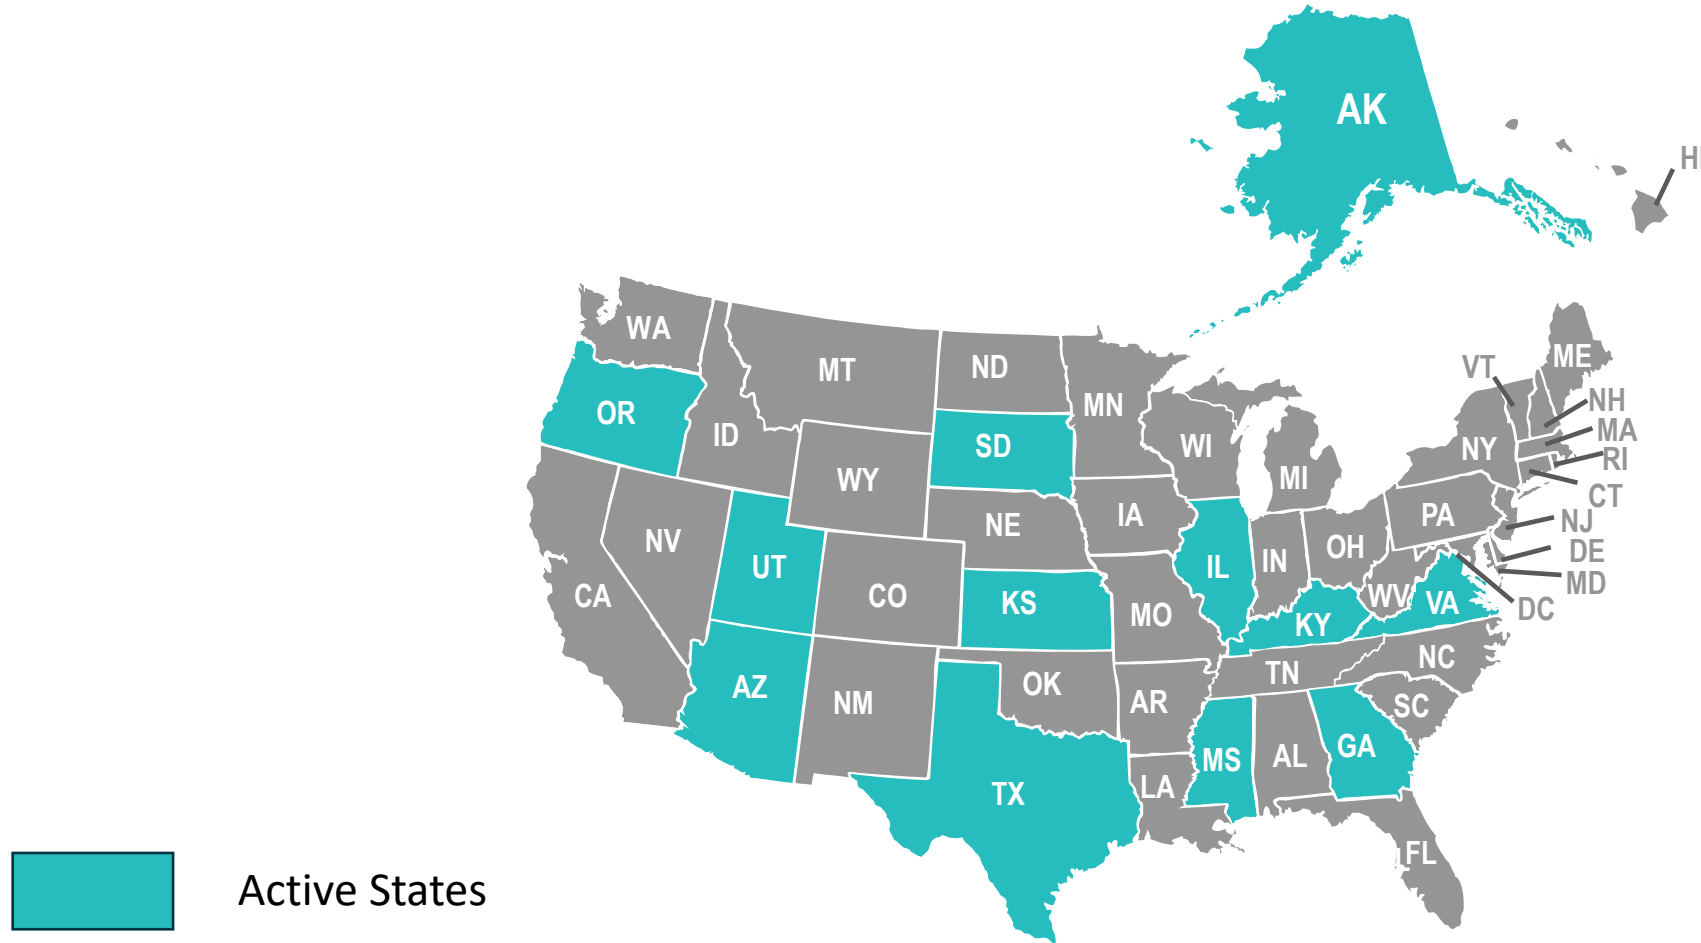 AK
HI
WA
MT
ND
MN
VT
ME
NH
MA
RI
CT
NY
OR
ID
SD
WI
MI
WY
NE
IA
PA
NJ
DE
MD
DC
NV
UT
CO
KS
MO
IL
IN
OH
WV
VA
KY
CA
AZ
NM
OK
AR
TN
NC
SC
MS
AL
GA
LA
TX
FL
Active States